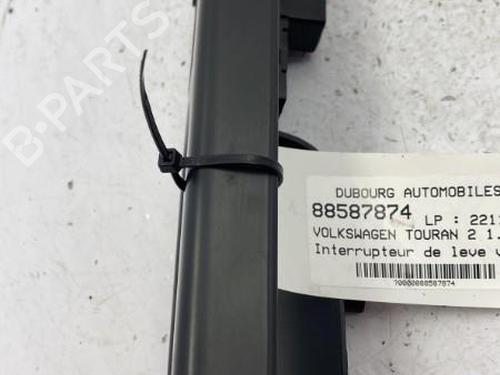 B-PARTS
DUBOURG AUTOMOBILES
88587874 LP : 221
VOLKSWAGEN TOURAN 2 1.
Interrupteur de leve v
70000088587874